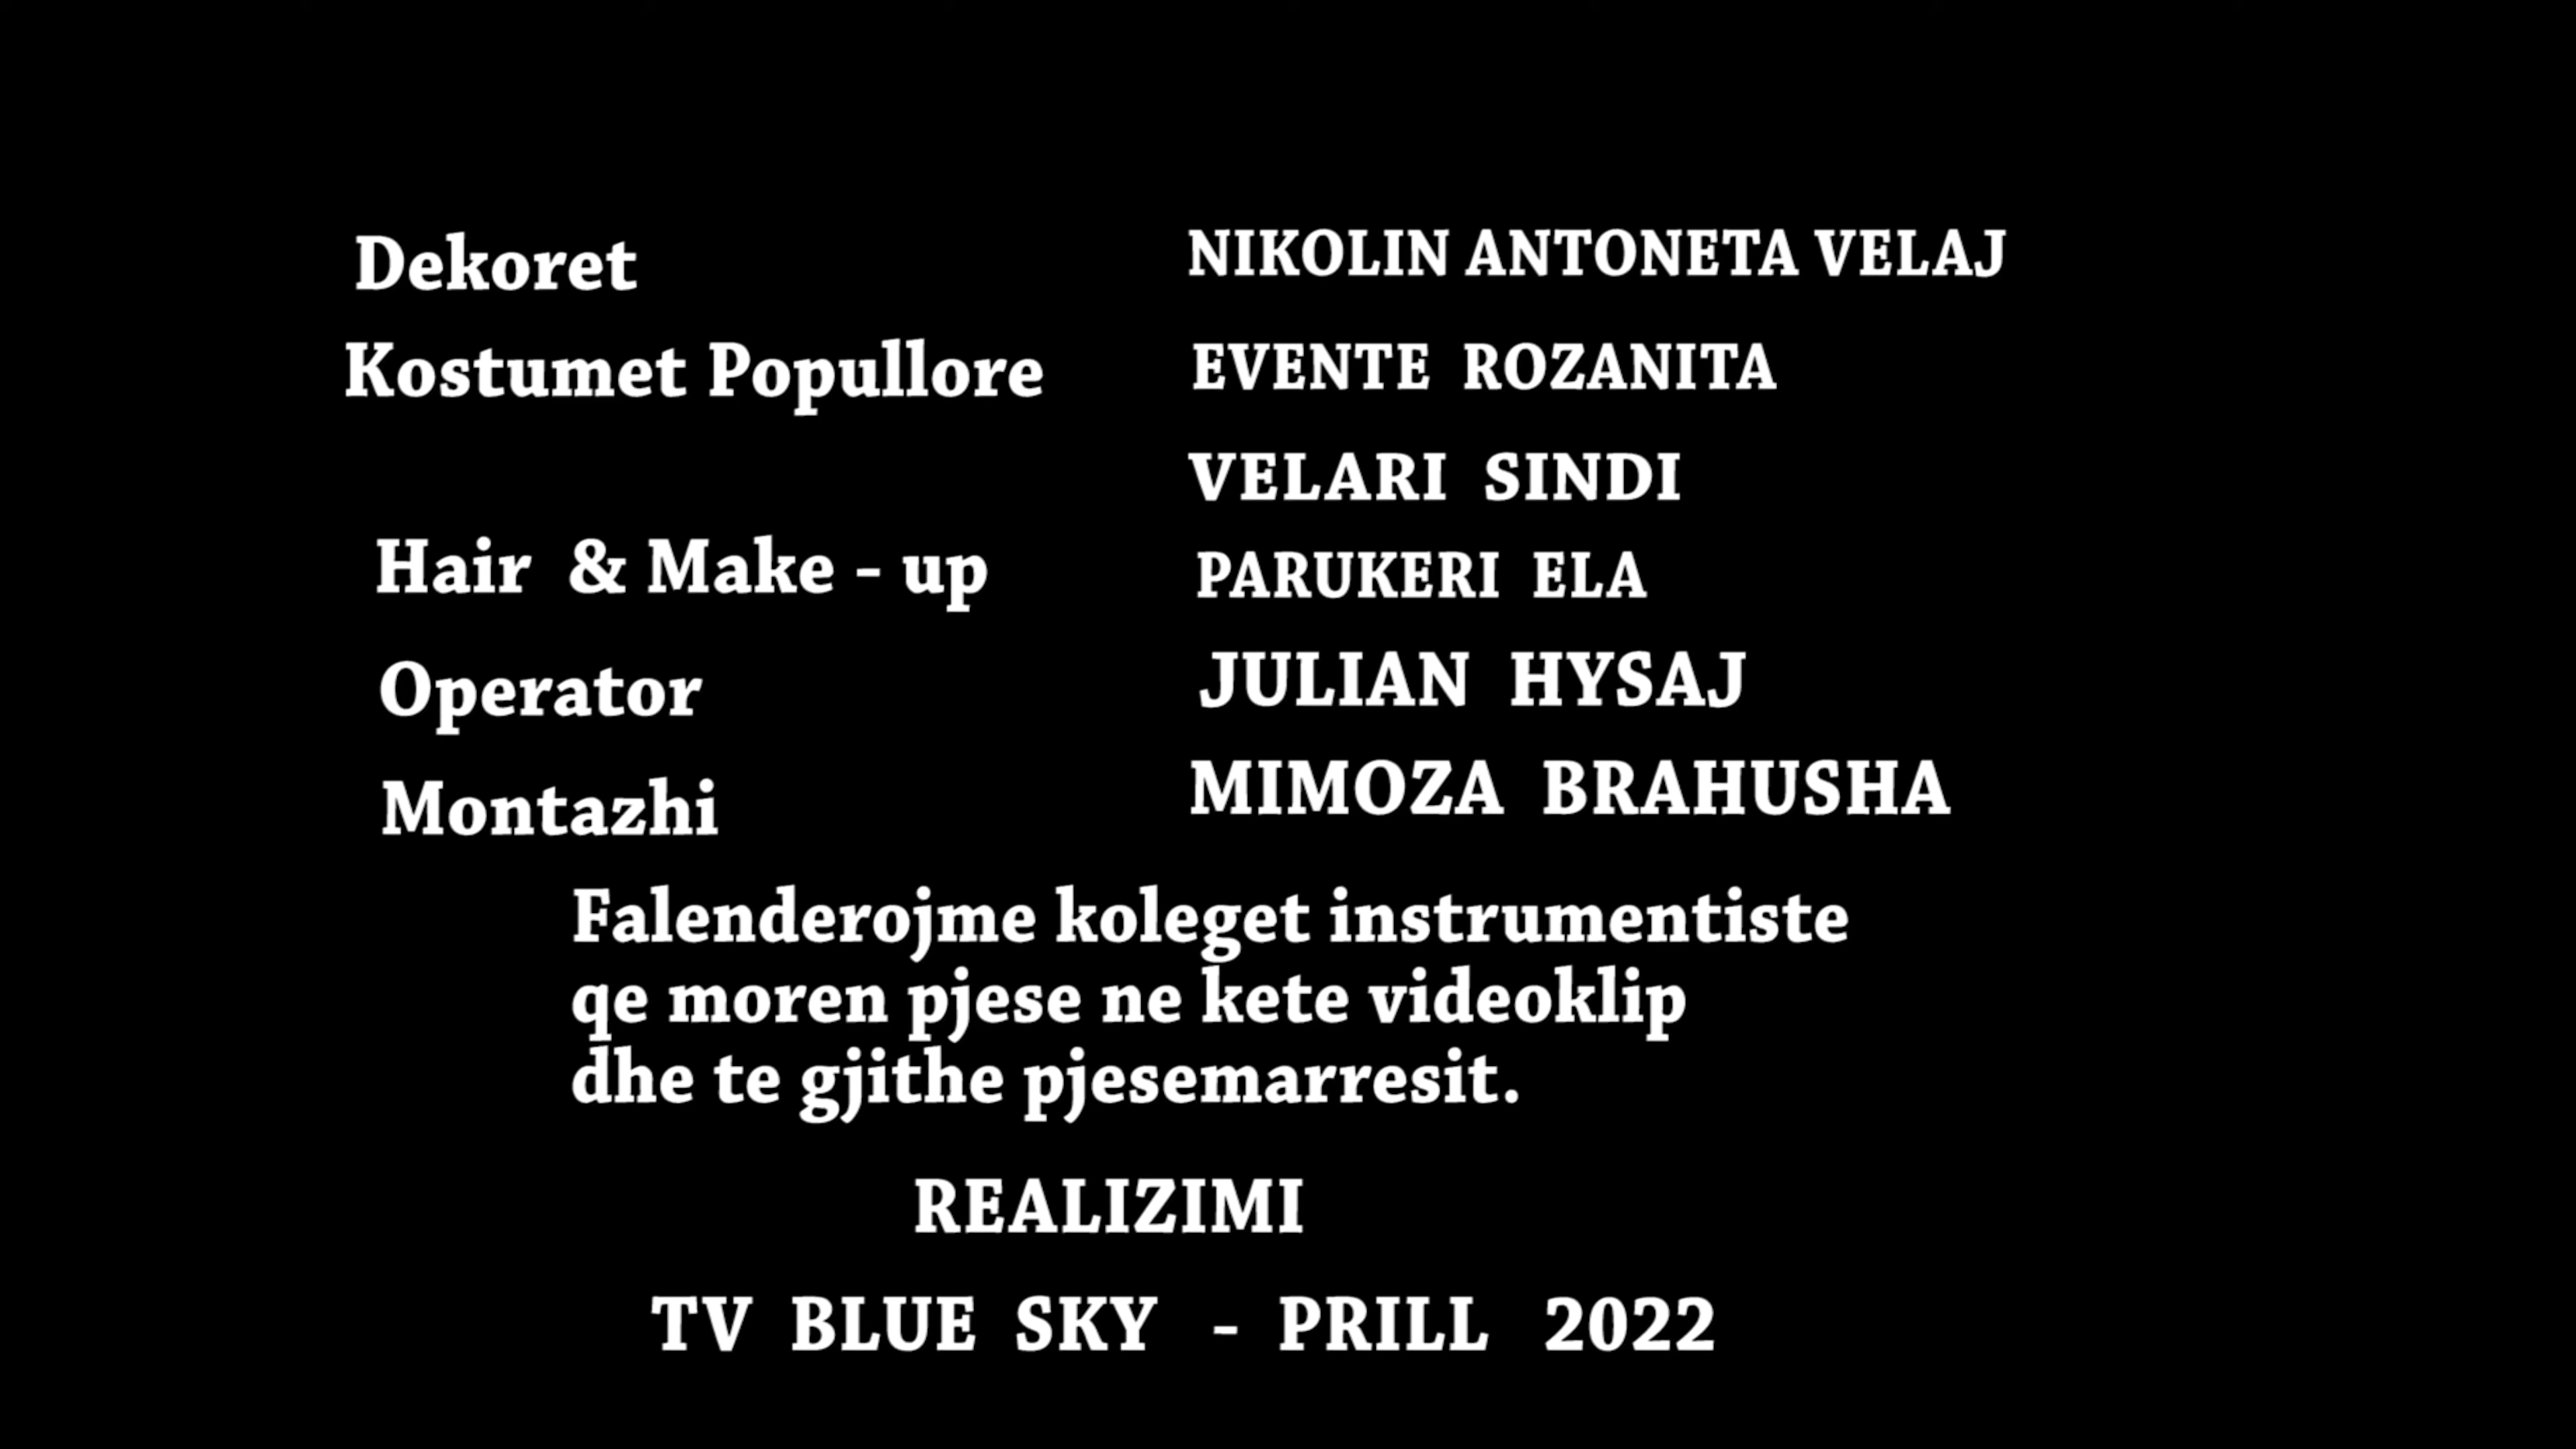 Dekoret NIKOLIN ANTONETA VELAJ
Kostumet Popullore EVENTE ROZANITA
VELARI SINDI
Hair & Make - up PARUKERI ELA
Operator JULIAN HYSAJ
Montazhi MIMOZA BRAHUSHA
Falenderojme koleget instrumentiste
qe moren pjese ne kete videoklip
dhe te gjithe pjesemarresit.
REALIZIMI
TV BLUE SKY - PRILL 2022